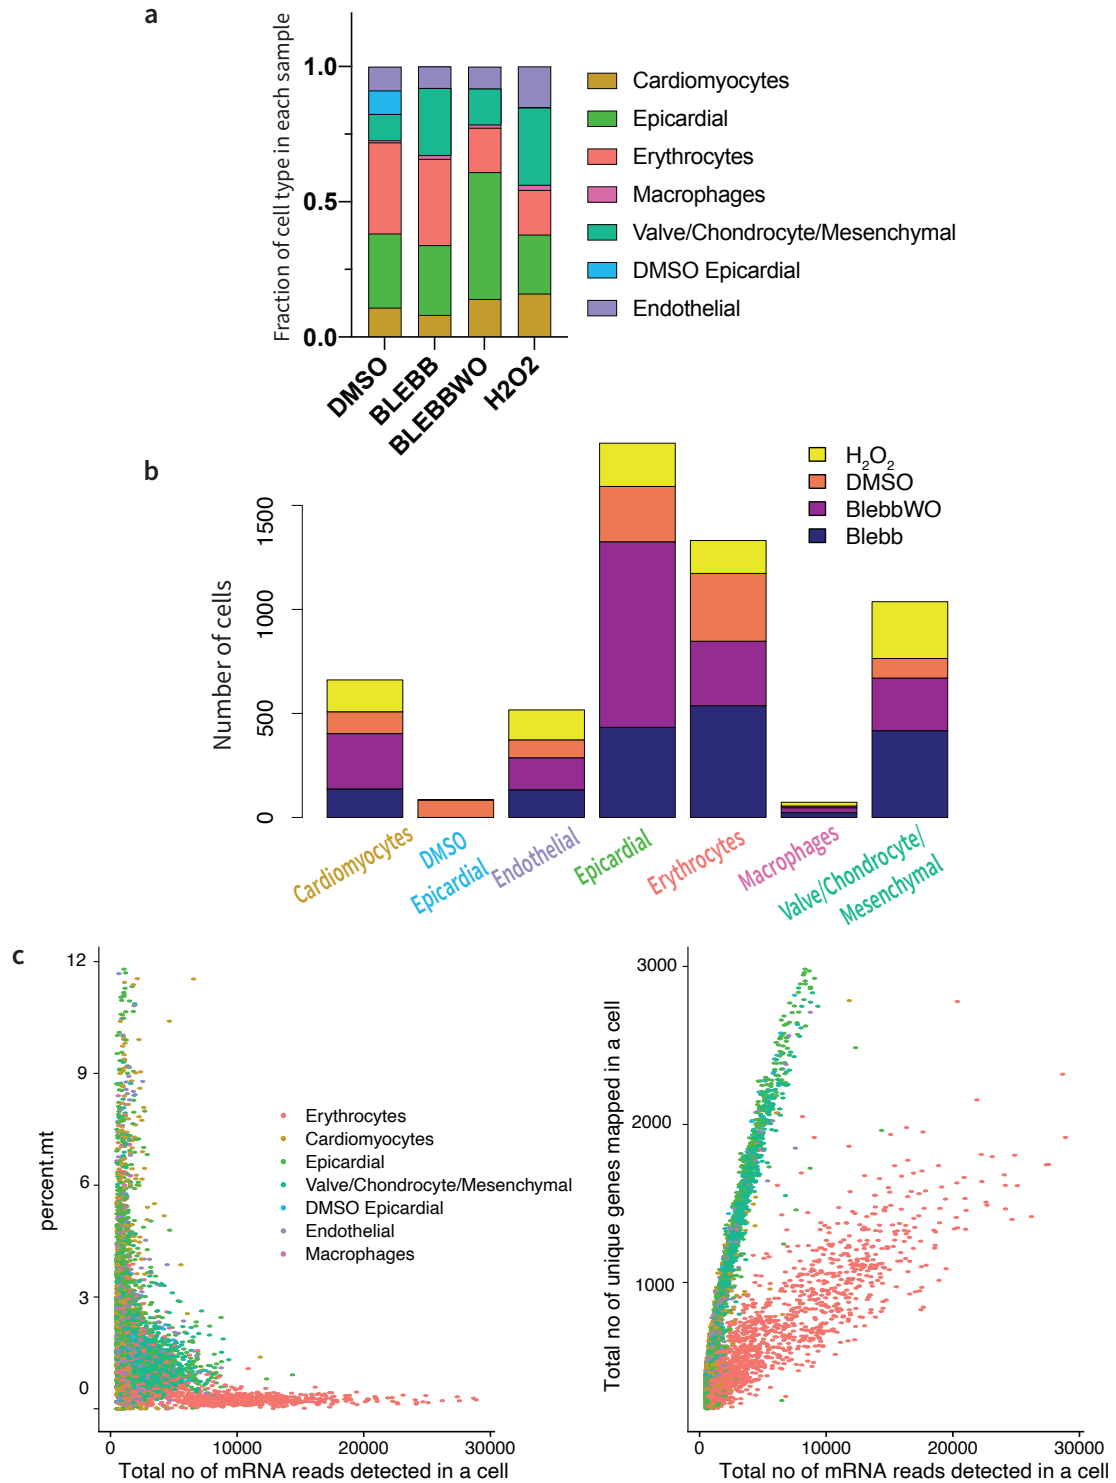 a
Fraction of cell type in each sample
1.0
0.5
0.0
DMSO
BLEBB
BLEBBWO
H2O2
Cardiomyocytes
Epicardial
Erythrocytes
Macrophages
Valve/Chondrocyte/Mesenchymal
DMSO Epicardial
Endothelial
b
Number of cells
1500
1000
500
0
H₂O₂
DMSO
BlebbWO
Blebb
Cardiomyocytes
DMSO
Epicardial
Endothelial
Epicardial
Erythrocytes
Macrophages
Valve/Chondrocyte/
Mesenchymal
c
percent.mt
12
9
6
3
0
Erythrocytes
Cardiomyocytes
Epicardial
Valve/Chondrocyte/Mesenchymal
DMSO Epicardial
Endothelial
Macrophages
0
10000
20000
30000
Total no of mRNA reads detected in a cell
Total no of unique genes mapped in a cell
3000
2000
1000
0
10000
20000
30000
Total no of mRNA reads detected in a cell